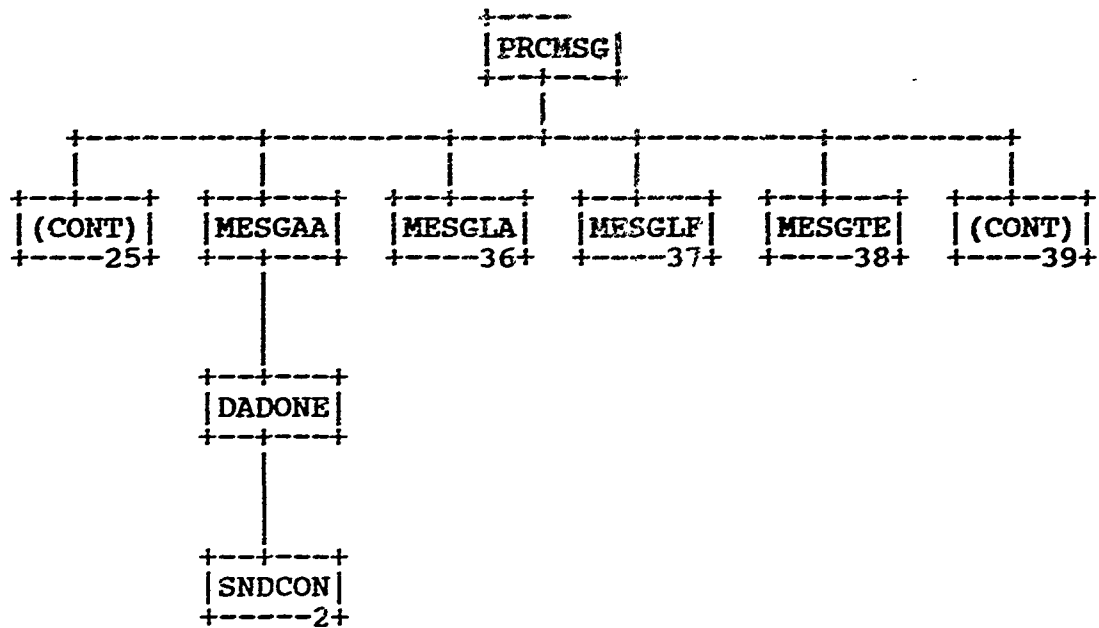 PRCMSG
(CONT) MESGAA MESGLA MESGLF MESGTE (CONT)
25 36 37 38 39
DADONE
SNDCON
2